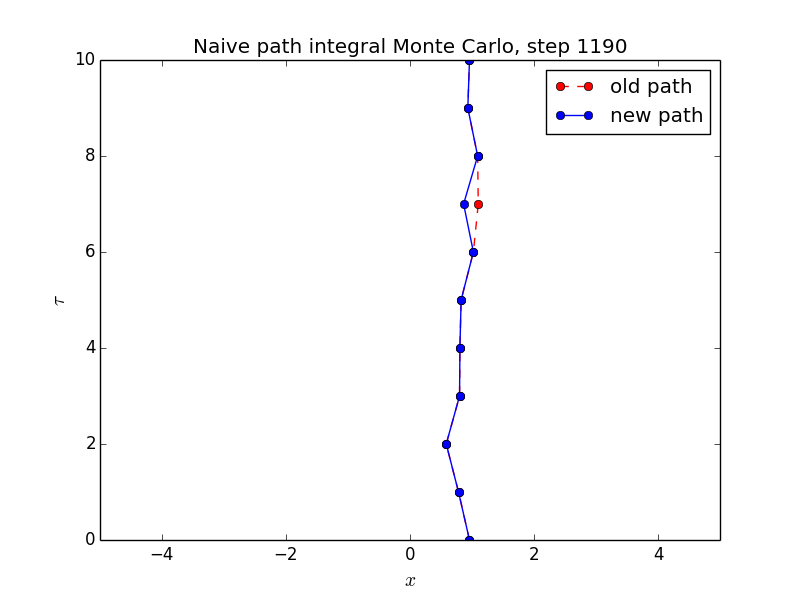 Naive path integral Monte Carlo, step 1190
10
old path
new path
8
6
τ
4
2
0
−4 −2 0 2 4
x